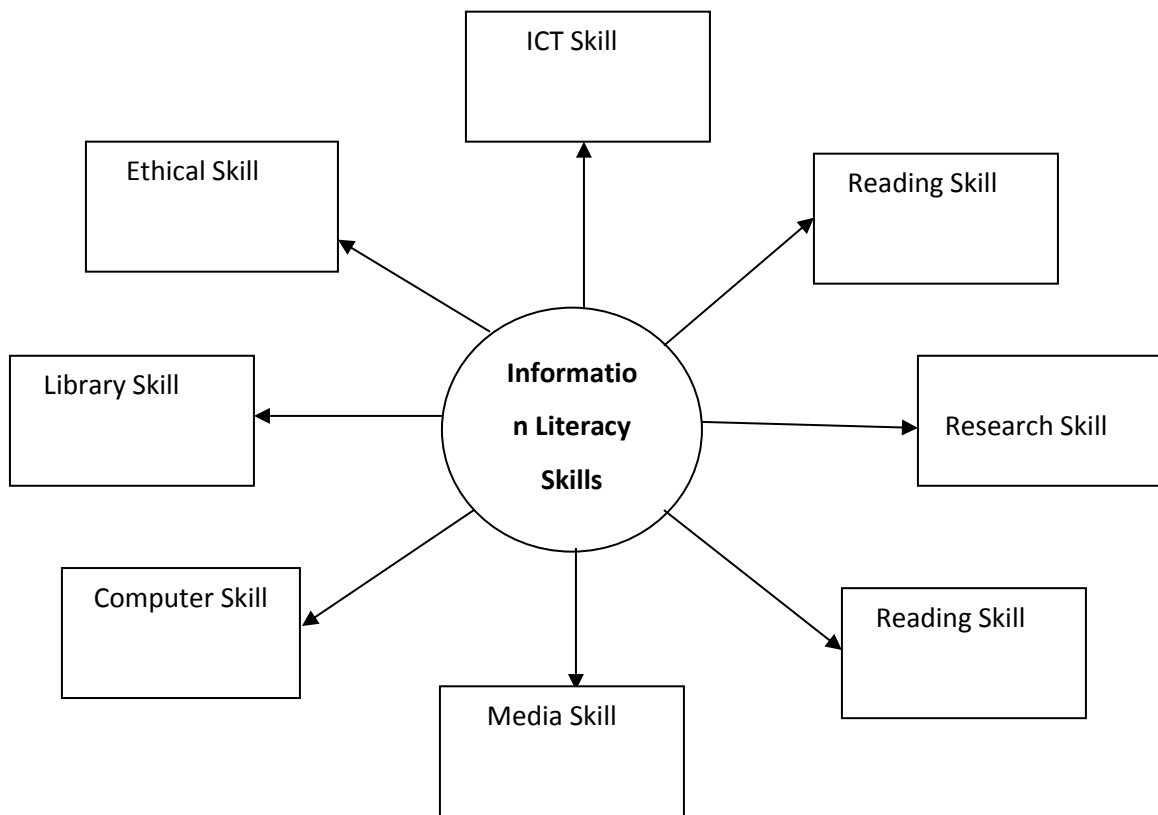 ICT Skill
Ethical Skill
Reading Skill
Informatio
n Literacy
Skills
Library Skill
Research Skill
Computer Skill
Reading Skill
Media Skill